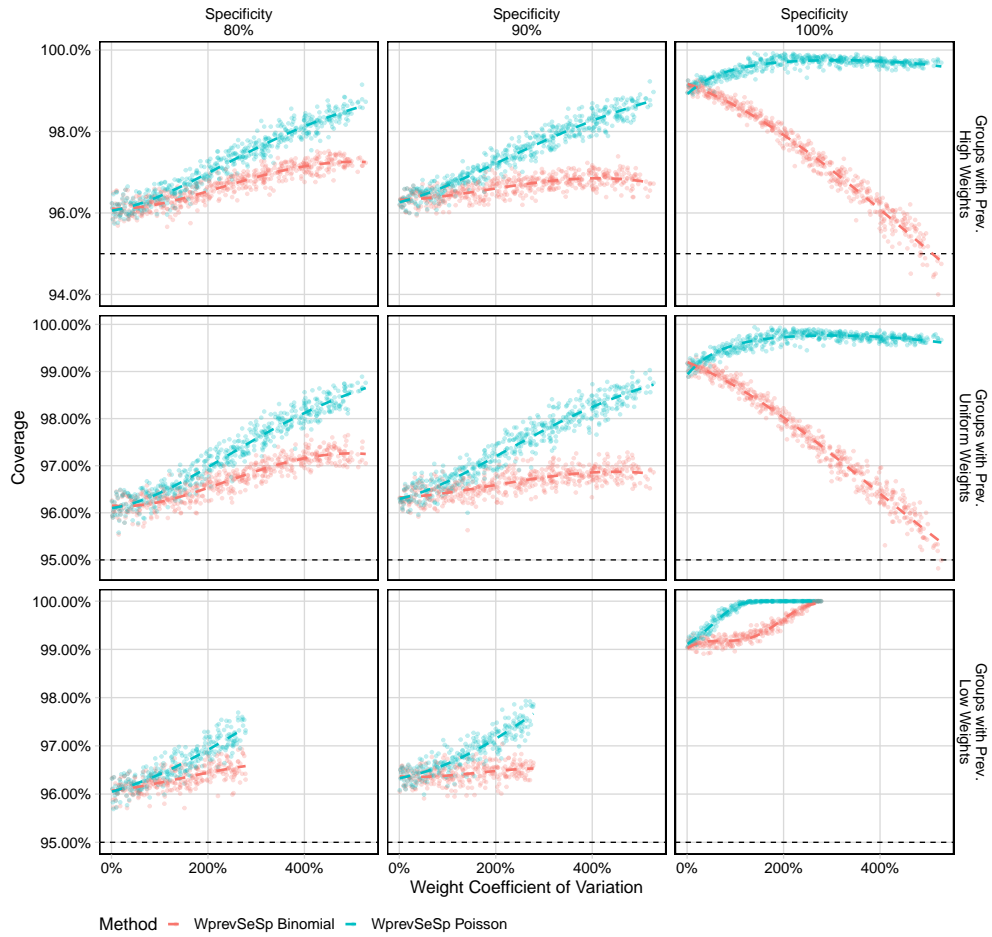 Specificity
80%
Specificity
90%
Specificity
100%
100.0%
98.0%
96.0%
94.0%
Groups with Prev.
High Weights
100.00%
99.00%
98.00%
97.00%
96.00%
95.00%
Groups with Prev.
Uniform Weights
100.00%
99.00%
98.00%
97.00%
96.00%
95.00%
Groups with Prev.
Low Weights
Coverage
0%
200%
400%
0%
200%
400%
0%
200%
400%
Weight Coefficient of Variation
Method
WprevSeSp Binomial
WprevSeSp Poisson